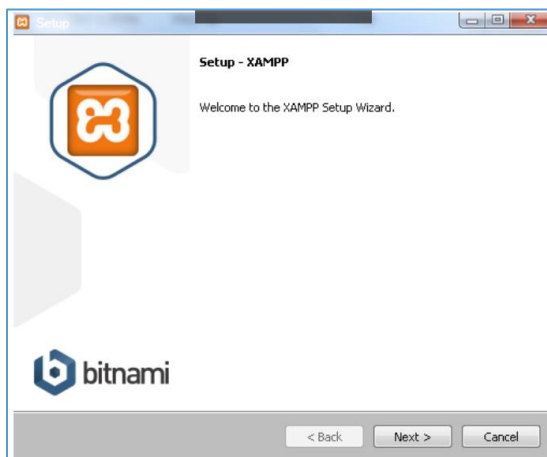 Setup
Setup - XAMPP
Welcome to the XAMPP Setup Wizard.
bitnami
< Back
Next >
Cancel